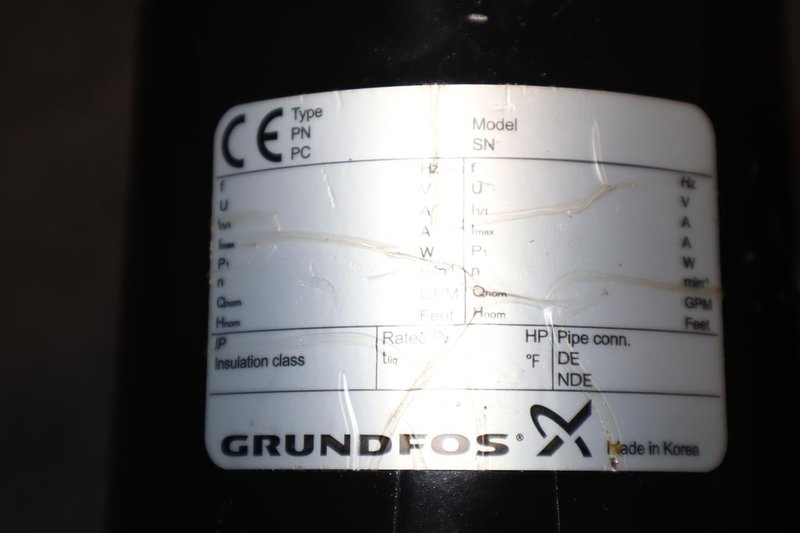 CE
Type
PN
PC
Model
SN
f Hz
U V
I1/1 A
Imax A
P1 W
n min-1
Qnom GPM
Hnom Feet
f Hz
U V
I1/2 A
Imax A
P1 W
n min-1
Qnom GPM
Hnom Feet
IP
Insulation class
Rated P2 HP
tliq °F
Pipe conn.
DE
NDE
GRUNDFOS®
Made in Korea